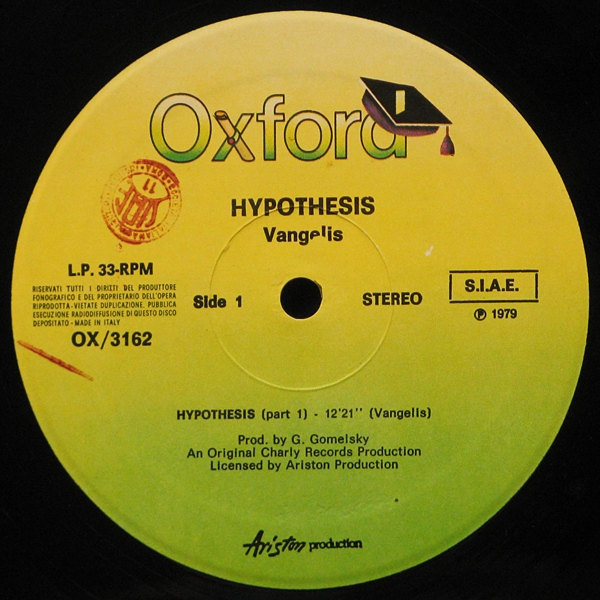 Oxford
HYPOTHESIS
Vangelis
L.P. 33-RPM
RISERVATI TUTTI I DIRITTI DEL PRODUTTORE
FONOGRAFICO E DEL PROPRIETARIO DELL'OPERA
RIPRODOTTA-VIETATE DUPLICAZIONE, PUBBLICA
ESECUZIONE RADIODIFFUSIONE DI QUESTO DISCO
DEPOSITATO - MADE IN ITALY
OX/3162
Side 1
STEREO
S.I.A.E.
℗ 1979
HYPOTHESIS (part 1) - 12'21'' (Vangelis)
Prod. by G. Gomelsky
An Original Charly Records Production
Licensed by Ariston Production
Ariston production